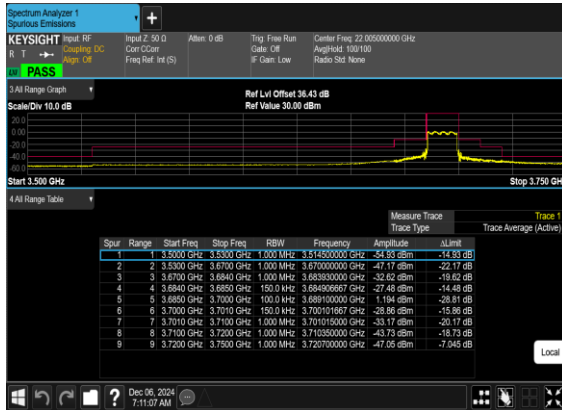 Spectrum Analyzer 1
Spurious Emissions
+
KEYSIGHT Input: RF Input Z: 50 Ω Atten: 0 dB Trig: Free Run Center Freq: 22.005000000 GHz
R T Coupling: DC Corr CCorr Gate: Off Avg|Hold: 100/100
Align: Off Freq Ref: Int (S) IF Gain: Low Radio Std: None
LXI PASS
3 All Range Graph
Ref Lvl Offset 36.43 dB
Scale/Div 10.0 dB Ref Value 30.00 dBm
20.0
0.00
-20.0
-40.0
-60.0
Start 3.500 GHz Stop 3.750 GH
4 All Range Table
Measure Trace Trace 1
Trace Type Trace Average (Active)
Spur Range Start Freq Stop Freq RBW Frequency Amplitude ΔLimit
1 1 3.5000 GHz 3.5300 GHz 1.000 MHz 3.514500000 GHz -54.93 dBm -14.93 dB
2 2 3.5300 GHz 3.6700 GHz 1.000 MHz 3.670000000 GHz -47.17 dBm -22.17 dB
3 3 3.6700 GHz 3.6840 GHz 1.000 MHz 3.683930000 GHz -32.62 dBm -19.62 dB
4 4 3.6840 GHz 3.6850 GHz 150.0 kHz 3.684906667 GHz -27.48 dBm -14.48 dB
5 5 3.6850 GHz 3.7000 GHz 100.0 kHz 3.689100000 GHz 1.194 dBm -28.81 dB
6 6 3.7000 GHz 3.7010 GHz 150.0 kHz 3.700101667 GHz -28.86 dBm -15.86 dB
7 7 3.7010 GHz 3.7100 GHz 1.000 MHz 3.701015000 GHz -33.17 dBm -20.17 dB
8 8 3.7100 GHz 3.7200 GHz 1.000 MHz 3.710350000 GHz -43.73 dBm -18.73 dB
9 9 3.7200 GHz 3.7500 GHz 1.000 MHz 3.720700000 GHz -47.05 dBm -7.045 dB
Local
? Dec 06, 2024
7:11:07 AM